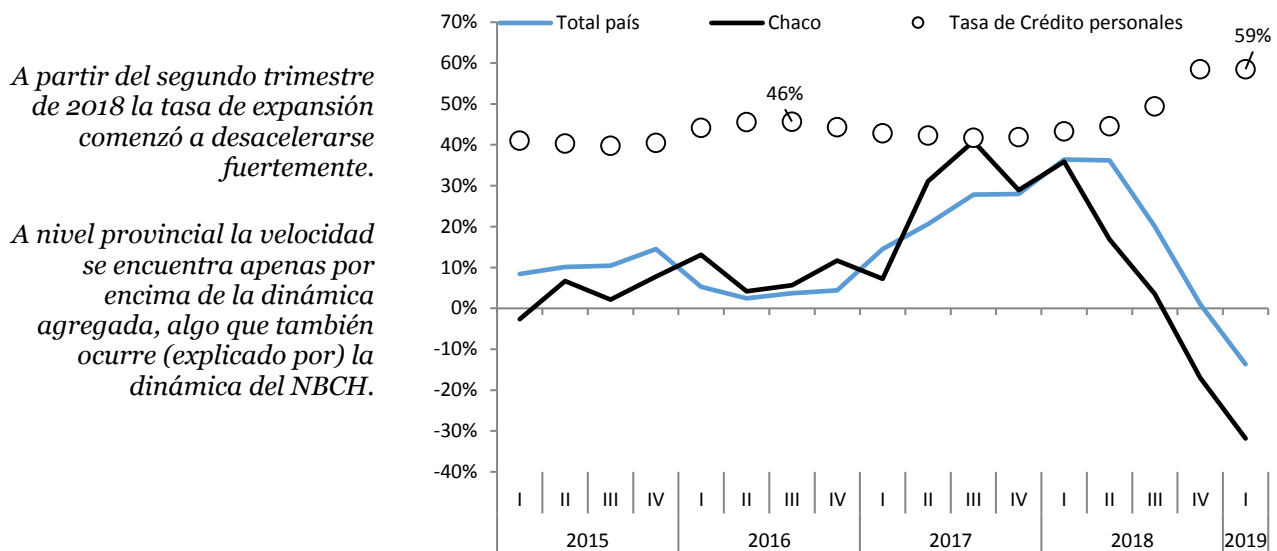 A partir del segundo trimestre
de 2018 la tasa de expansión
comenzó a desacelerarse
fuertemente.
A nivel provincial la velocidad
se encuentra apenas por
encima de la dinámica
agregada, algo que también
ocurre (explicado por) la
dinámica del NBCH.
Total país Chaco Tasa de Crédito personales
70%
60%
50%
40%
30%
20%
10%
0%
-10%
-20%
-30%
-40%
46%
59%
I II III IV I II III IV I II III IV I II III IV I
2015 2016 2017 2018 2019